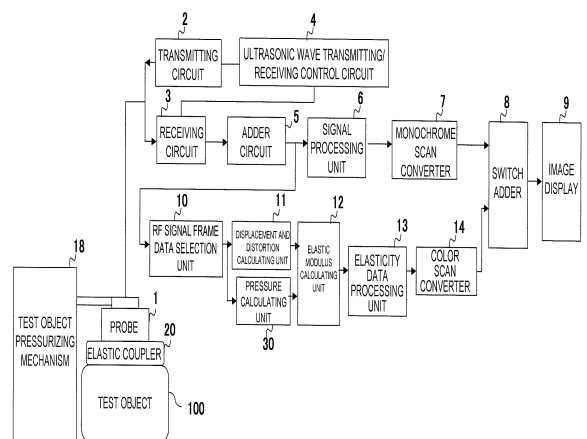 2
TRANSMITTING
CIRCUIT
4
ULTRASONIC WAVE TRANSMITTING/
RECEIVING CONTROL CIRCUIT
3
RECEIVING
CIRCUIT
5
ADDER
CIRCUIT
6
SIGNAL
PROCESSING
UNIT
7
MONOCHROME
SCAN
CONVERTER
8
SWITCH
ADDER
9
IMAGE
DISPLAY
10
RF SIGNAL FRAME
DATA SELECTION
UNIT
11
DISPLACEMENT AND
DISTORTION CALCULATING UNIT
12
ELASTIC
MODULUS
CALCULATING
UNIT
13
ELASTICITY
DATA
PROCESSING
UNIT
14
COLOR
SCAN
CONVERTER
PRESSURE
CALCULATING
UNIT
30
18
TEST OBJECT
PRESSURIZING
MECHANISM
1
PROBE
20
ELASTIC COUPLER
TEST OBJECT
100